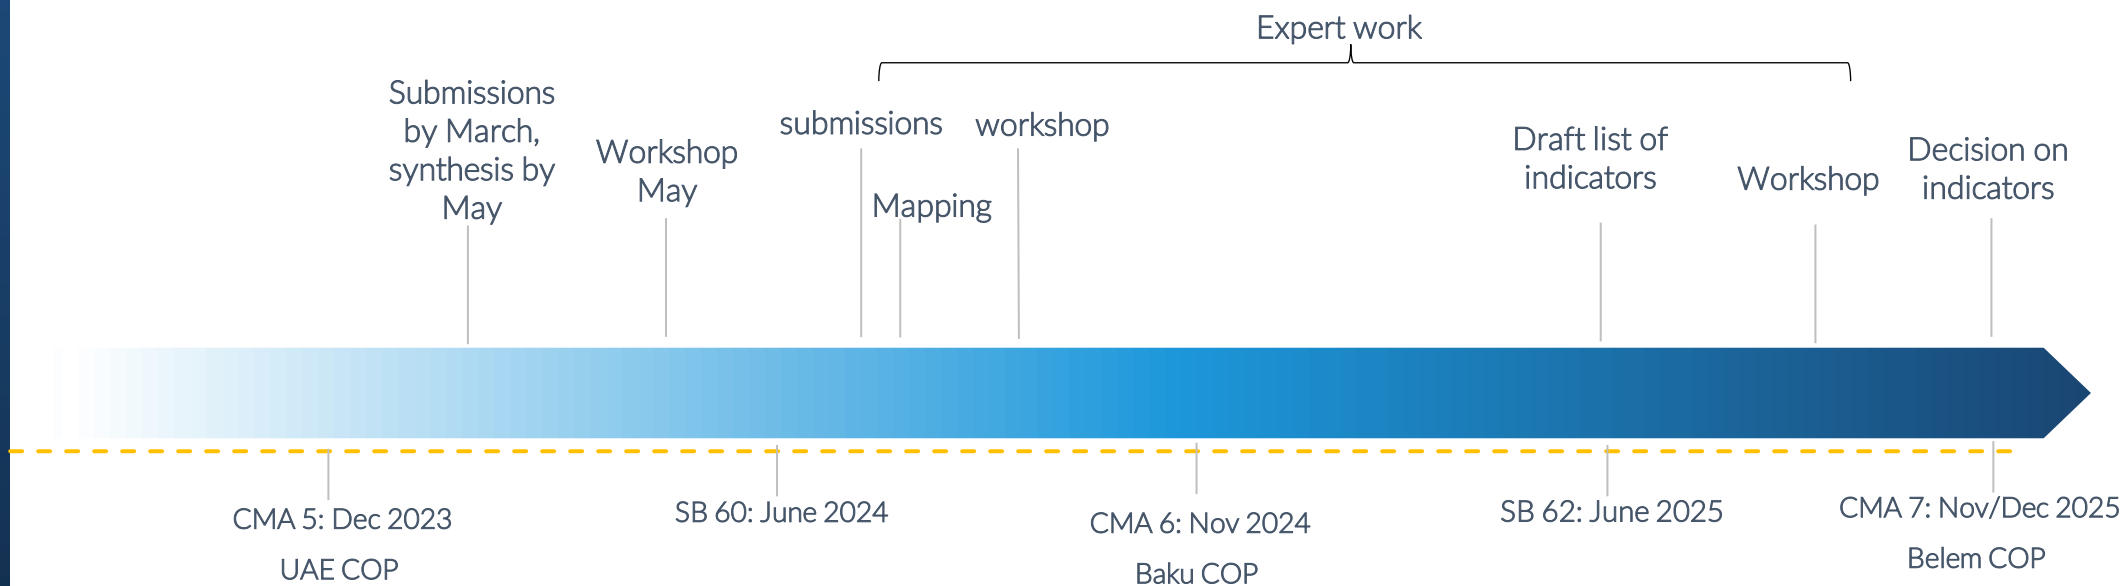 Expert work
Submissions
by March,
synthesis by
May
Workshop
May
submissions
Mapping
workshop
Draft list of
indicators
Workshop
Decision on
indicators
CMA 5: Dec 2023
UAE COP
SB 60: June 2024
CMA 6: Nov 2024
Baku COP
SB 62: June 2025
CMA 7: Nov/Dec 2025
Belem COP